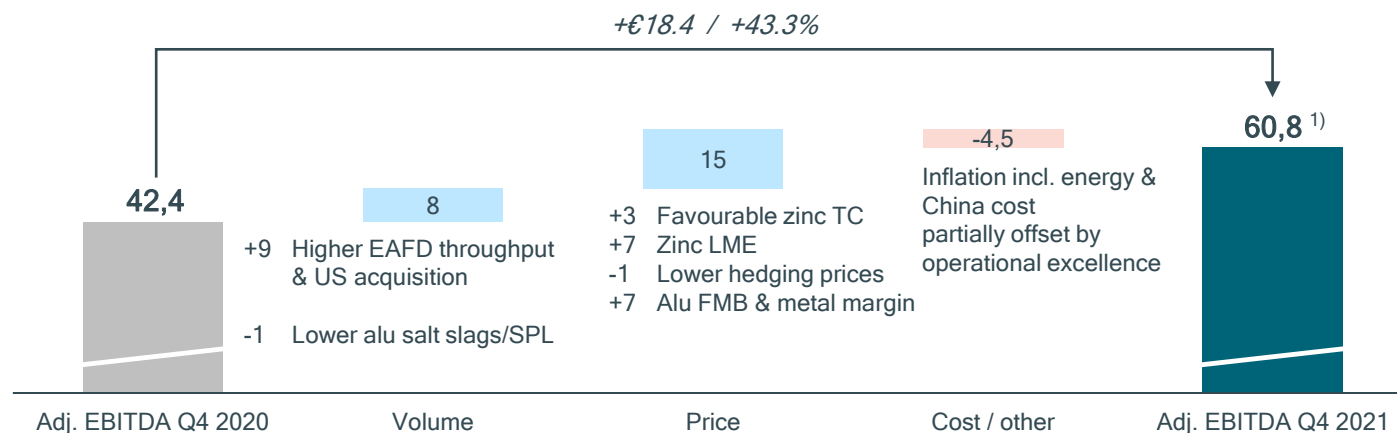 +€18.4 / +43.3%
42,4
8
+9 Higher EAFD throughput
& US acquisition
-1 Lower alu salt slags/SPL
15
+3 Favourable zinc TC
+7 Zinc LME
-1 Lower hedging prices
+7 Alu FMB & metal margin
-4,5
Inflation incl. energy &
China cost
partially offset by
operational excellence
60,8 1)
Adj. EBITDA Q4 2020
Volume
Price
Cost / other
Adj. EBITDA Q4 2021